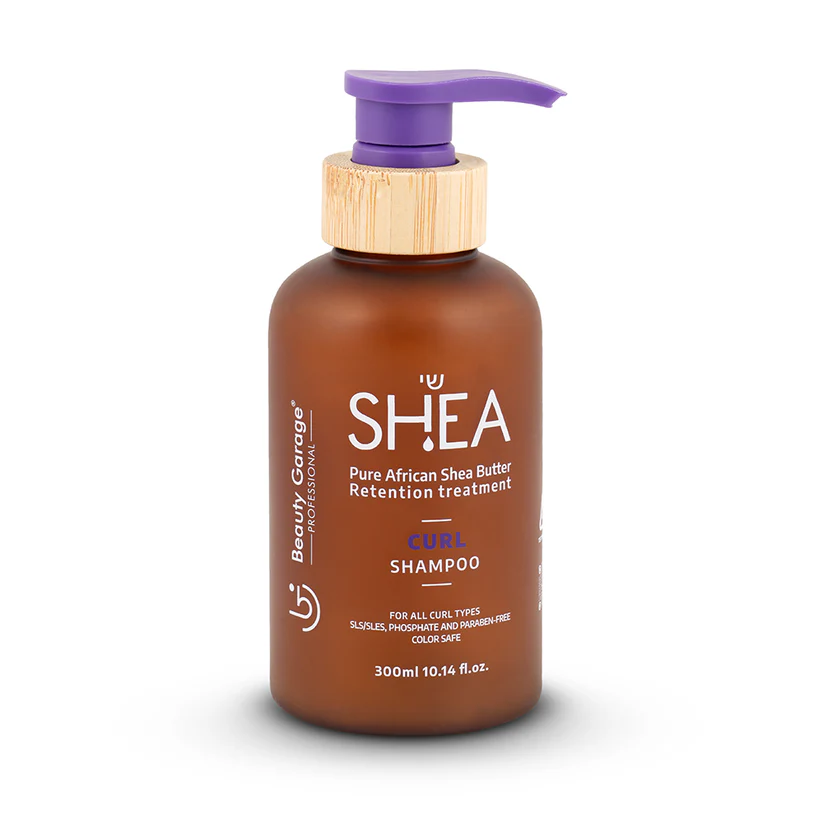 שי
SHEA
Pure African Shea Butter
Retention treatment
CURL
SHAMPOO
FOR ALL CURL TYPES
SLS/SLES, PHOSPHATE AND PARABEN-FREE
COLOR SAFE
300ml 10.14 fl.oz.
Beauty Garage®
PROFESSIONAL